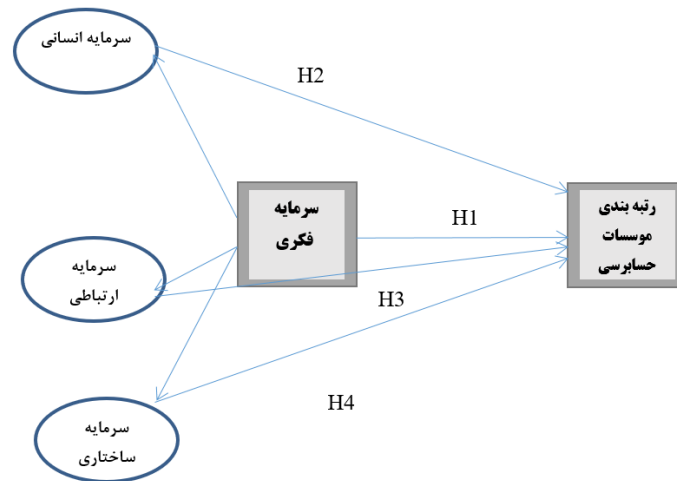 سرمایه انسانی
H2
سرمایه
فکری
رتبه بندی
موسسات
حسابرسی
H1
سرمایه
ارتباطی
H3
H4
سرمایه
ساختاری